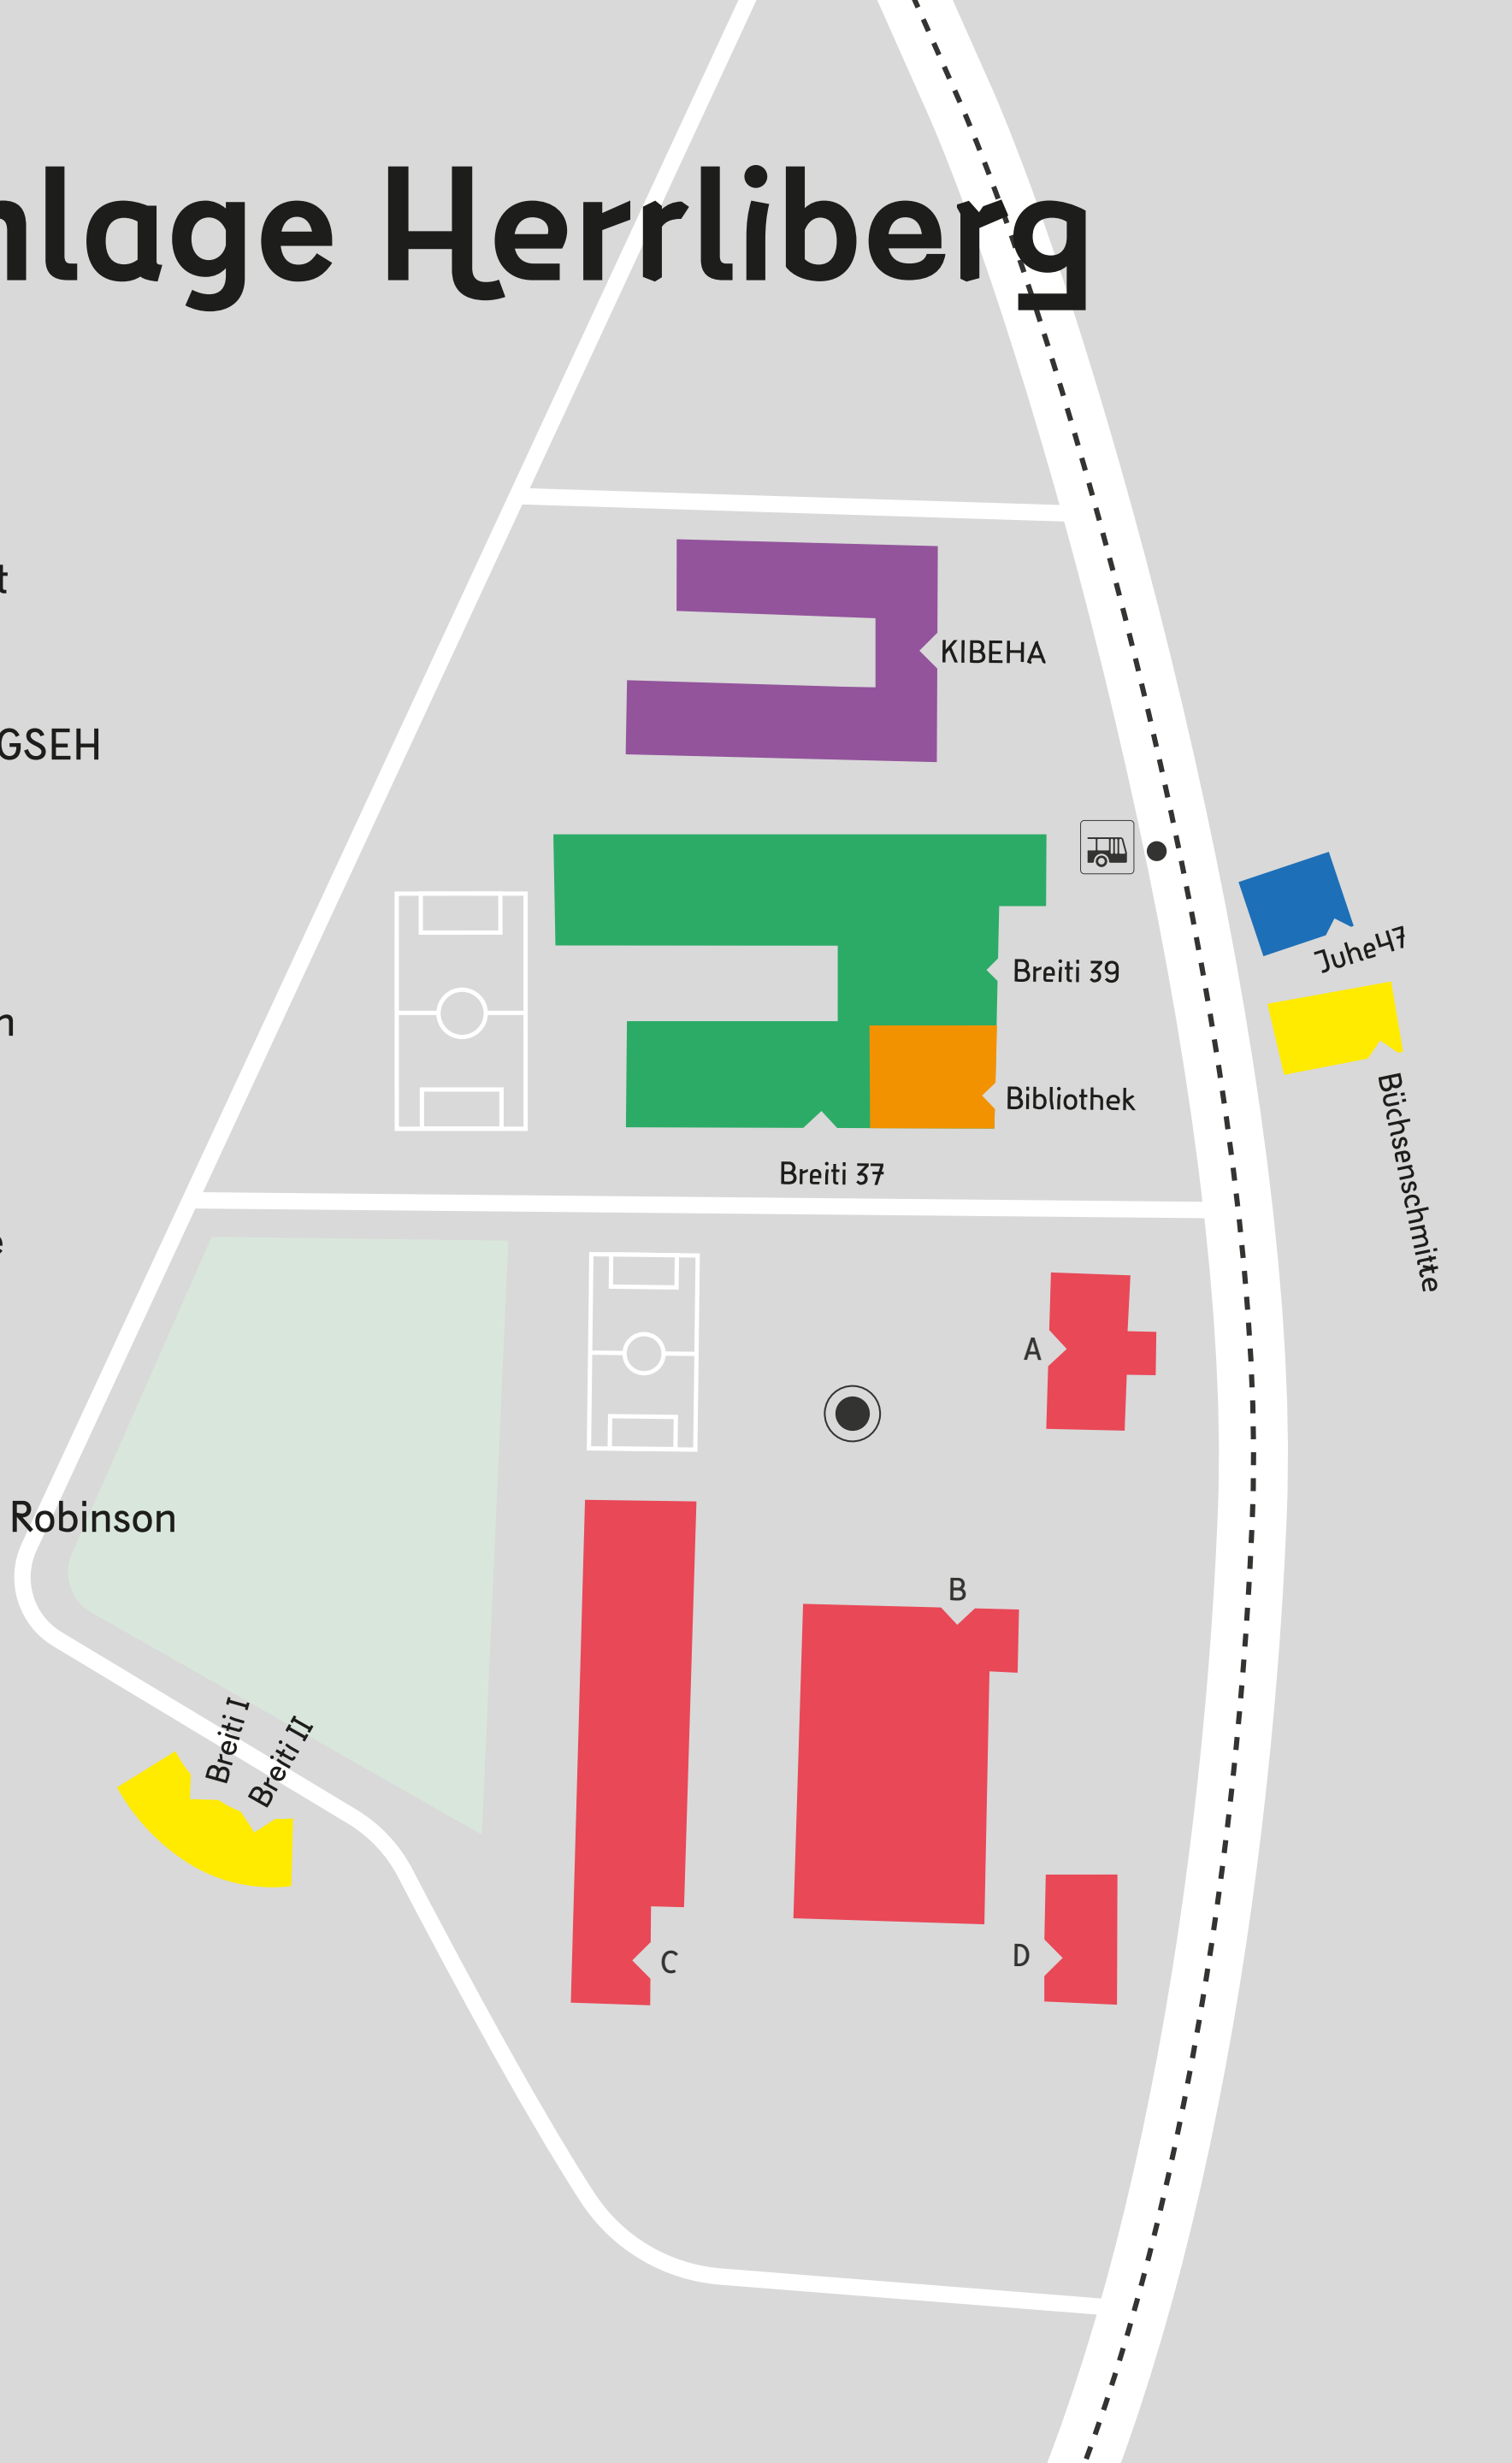 nlage Herrliberg
t
KIBEHA
GSEH
Juhe47
Breiti 39
n
Bibliothek
Büchsenschmitte
Breiti 37
A
Robinson
B
Breiti I
Breiti II
C
D